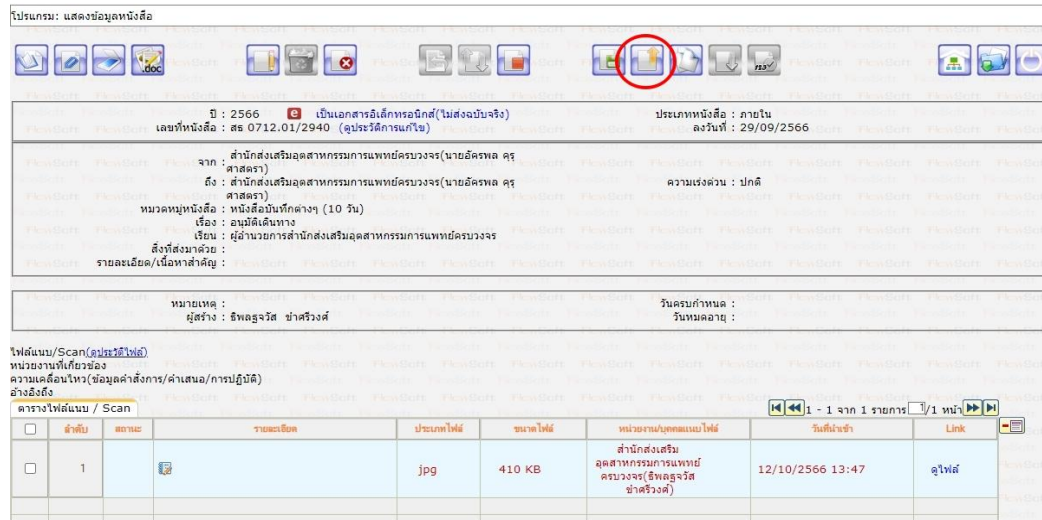 โปรแกรม: แสดงข้อมูลหนังสือ
.doc
123
ปี : 2566 e เป็นเอกสารอิเล็กทรอนิกส์(ไม่ส่งฉบับจริง) ประเภทหนังสือ : ภายใน
เลขที่หนังสือ : สธ 0712.01/2940 (ดูประวัติการแก้ไข) ลงวันที่ : 29/09/2566
จาก : สำนักส่งเสริมอุตสาหกรรมการแพทย์ครบวงจร(นายอัครพล คุรุ
ศาสตรา)
ถึง : สำนักส่งเสริมอุตสาหกรรมการแพทย์ครบวงจร(นายอัครพล คุรุ ความเร่งด่วน : ปกติ
ศาสตรา)
หมวดหมู่หนังสือ : หนังสือบันทึกต่างๆ (10 วัน)
เรื่อง : อนุมัติเดินทาง
เรียน : ผู้อำนวยการสำนักส่งเสริมอุตสาหกรรมการแพทย์ครบวงจร
สิ่งที่ส่งมาด้วย :
รายละเอียด/เนื้อหาสำคัญ :
หมายเหตุ : วันครบกำหนด :
ผู้สร้าง : ธิพลฐจวัส ขำศรีวงศ์ วันหมดอายุ :
ไฟล์แนบ/Scan(ดูประวัติไฟล์)
หน่วยงานที่เกี่ยวข้อง
ความเคลื่อนไหว(ข้อมูลคำสั่งการ/คำเสนอ/การปฏิบัติ)
อ้างอิงถึง
ตารางไฟล์แนบ / Scan 1 - 1 จาก 1 รายการ 1/1 หน้า
ลำดับ สถานะ รายละเอียด ประเภทไฟล์ ขนาดไฟล์ หน่วยงาน/บุคคลแนบไฟล์ วันที่นำเข้า Link
1 jpg 410 KB สำนักส่งเสริม
อุตสาหกรรมการแพทย์
ครบวงจร(ธิพลฐจวัส
ขำศรีวงศ์) 12/10/2566 13:47 ดูไฟล์